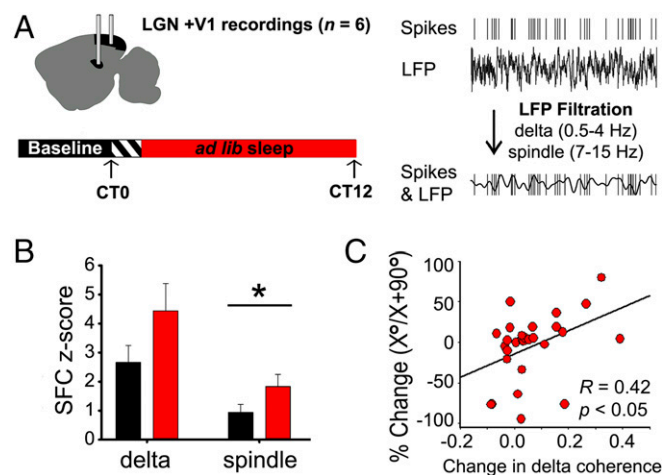 A
LGN +V1 recordings (n = 6)
Baseline
ad lib sleep
CT0
CT12
Spikes
LFP
LFP Filtration
delta (0.5-4 Hz)
spindle (7-15 Hz)
Spikes
& LFP
B
SFC z-score
6
5
4
3
2
1
0
*
delta
spindle
C
% Change (Xº/X+90º)
100
50
0
-50
-100
R = 0.42
p < 0.05
-0.2
0.0
0.2
0.4
Change in delta coherence